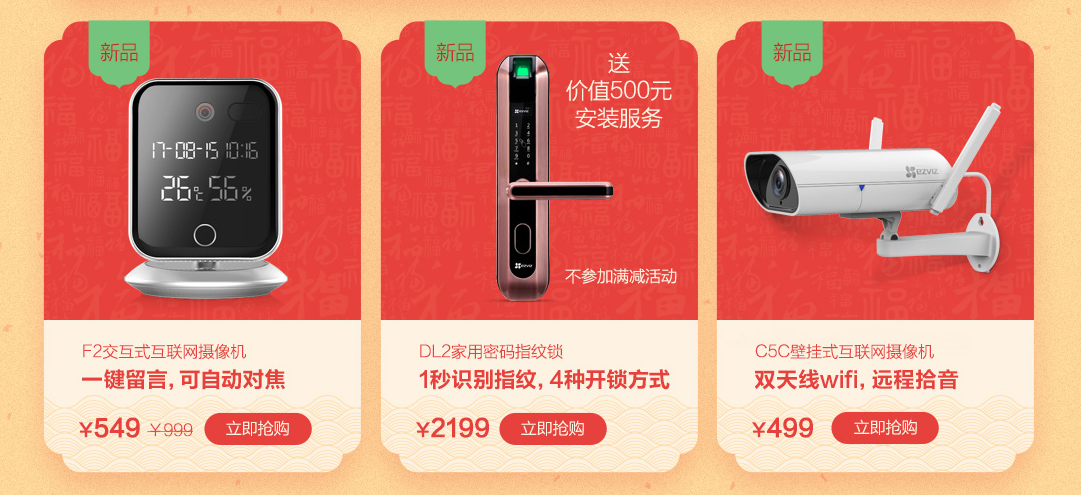 新品
17-08-15 10:16
26℃ 56%
F2交互式互联网摄像机
一键留言, 可自动对焦
¥549 ¥999 立即抢购
新品
送
价值500元
安装服务
EZVIZ
EZVIZ
不参加满减活动
DL2家用密码指纹锁
1秒识别指纹, 4种开锁方式
¥2199 立即抢购
新品
EZVIZ
C5C壁挂式互联网摄像机
双天线wifi, 远程拾音
¥499 立即抢购